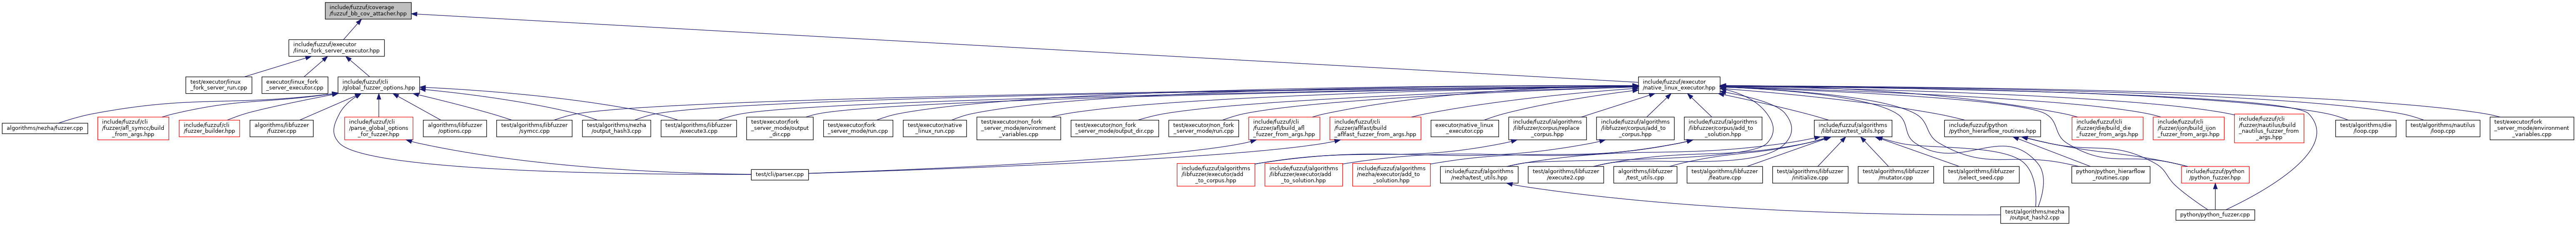 include/fuzzuf/coverage
/fuzzuf_bb_cov_attacher.hpp
include/fuzzuf/executor
/linux_fork_server_executor.hpp
test/executor/linux
_fork_server_run.cpp
executor/linux_fork
_server_executor.cpp
include/fuzzuf/cli
/global_fuzzer_options.hpp
include/fuzzuf/executor
/native_linux_executor.hpp
algorithms/nezha/fuzzer.cpp
include/fuzzuf/cli
/fuzzer/afl_symcc/build
_from_args.hpp
include/fuzzuf/cli
/fuzzer_builder.hpp
algorithms/libfuzzer
/fuzzer.cpp
include/fuzzuf/cli
/parse_global_options
_for_fuzzer.hpp
algorithms/libfuzzer
/options.cpp
test/algorithms/libfuzzer
/symcc.cpp
test/algorithms/nezha
/output_hash3.cpp
test/algorithms/libfuzzer
/execute3.cpp
test/executor/fork
_server_mode/output
_dir.cpp
test/executor/fork
_server_mode/run.cpp
test/executor/native
_linux_run.cpp
test/executor/non_fork
_server_mode/environment
_variables.cpp
test/executor/non_fork
_server_mode/output_dir.cpp
test/executor/non_fork
_server_mode/run.cpp
include/fuzzuf/cli
/fuzzer/afl/build_afl
_fuzzer_from_args.hpp
include/fuzzuf/cli
/fuzzer/aflfast/build
_aflfast_fuzzer_from_args.hpp
executor/native_linux
_executor.cpp
include/fuzzuf/algorithms
/libfuzzer/corpus/replace
_corpus.hpp
include/fuzzuf/algorithms
/libfuzzer/corpus/add_to
_corpus.hpp
include/fuzzuf/algorithms
/libfuzzer/corpus/add_to
_solution.hpp
include/fuzzuf/algorithms
/libfuzzer/test_utils.hpp
include/fuzzuf/python
/python_hierarflow_routines.hpp
include/fuzzuf/cli
/fuzzer/die/build_die
_fuzzer_from_args.hpp
include/fuzzuf/cli
/fuzzer/ijon/build_ijon
_fuzzer_from_args.hpp
include/fuzzuf/cli
/fuzzer/nautilus/build
_nautilus_fuzzer_from
_args.hpp
test/algorithms/die
/loop.cpp
test/algorithms/nautilus
/loop.cpp
test/executor/fork
_server_mode/environment
_variables.cpp
test/cli/parser.cpp
include/fuzzuf/algorithms
/libfuzzer/executor/add
_to_corpus.hpp
include/fuzzuf/algorithms
/libfuzzer/executor/add
_to_solution.hpp
include/fuzzuf/algorithms
/nezha/executor/add_to
_solution.hpp
include/fuzzuf/algorithms
/nezha/test_utils.hpp
test/algorithms/libfuzzer
/execute2.cpp
algorithms/libfuzzer
/test_utils.cpp
test/algorithms/libfuzzer
/feature.cpp
test/algorithms/libfuzzer
/initialize.cpp
test/algorithms/libfuzzer
/mutator.cpp
test/algorithms/libfuzzer
/select_seed.cpp
python/python_hierarflow
_routines.cpp
include/fuzzuf/python
/python_fuzzer.hpp
test/algorithms/nezha
/output_hash2.cpp
python/python_fuzzer.cpp